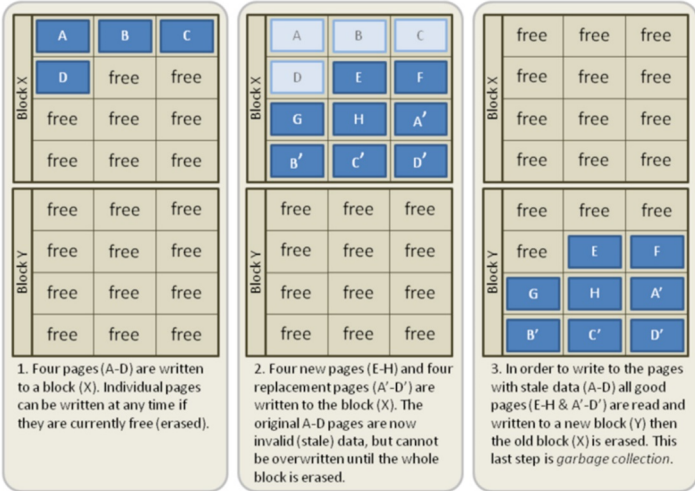 Block X
A B C
D free free
free free free
free free free
Block Y
free free free
free free free
free free free
free free free
1. Four pages (A-D) are written
to a block (X). Individual pages
can be written at any time if
they are currently free (erased).
Block X
A B C
D E F
G H A'
B' C' D'
Block Y
free free free
free free free
free free free
free free free
2. Four new pages (E-H) and four
replacement pages (A'-D') are
written to the block (X). The
original A-D pages are now
invalid (stale) data, but cannot
be overwritten until the whole
block is erased.
Block X
free free free
free free free
free free free
free free free
Block Y
free free free
free E F
G H A'
B' C' D'
3. In order to write to the pages
with stale data (A-D) all good
pages (E-H & A'-D') are read and
written to a new block (Y) then
the old block (X) is erased. This
last step is garbage collection.